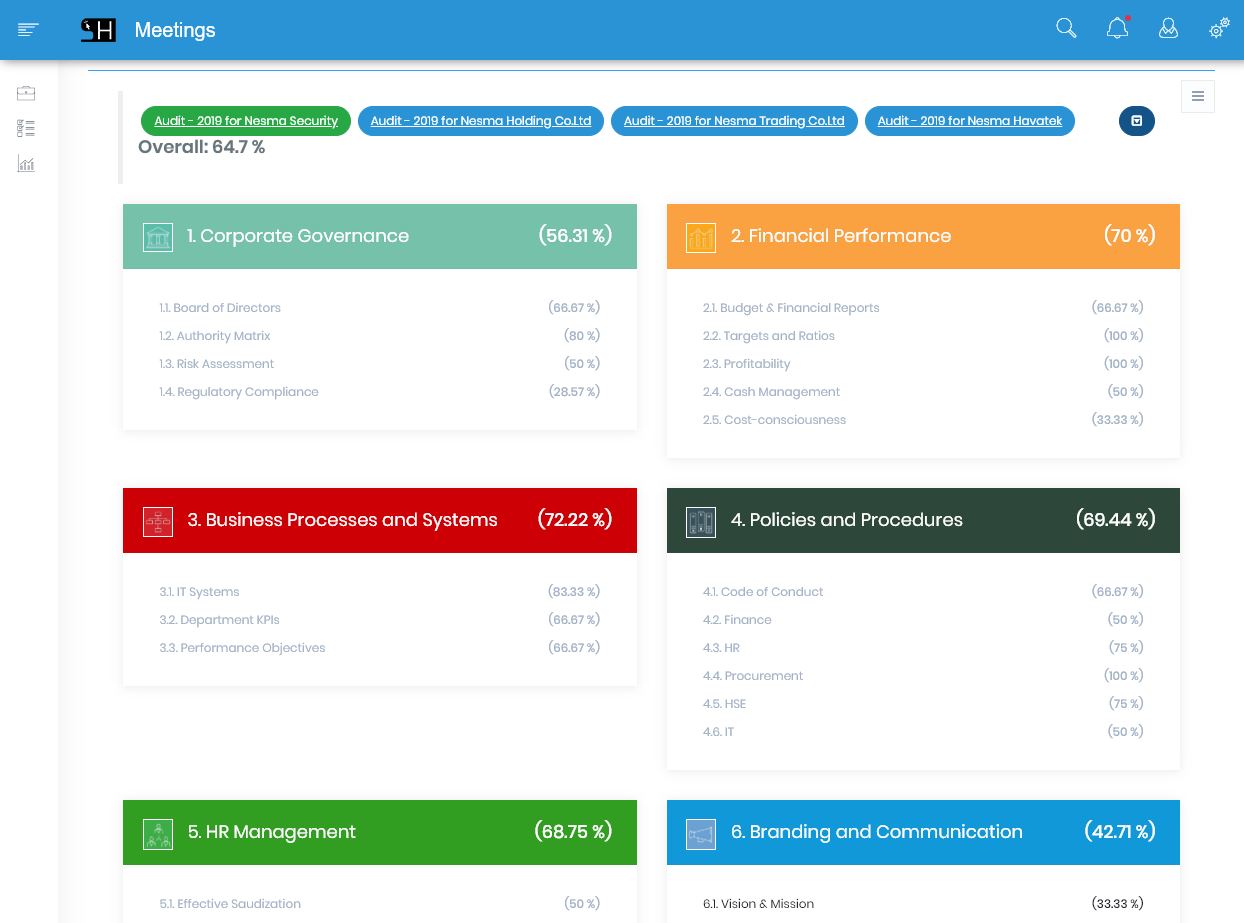 SH Meetings
Audit - 2019 for Nesma Security Audit - 2019 for Nesma Holding Co.Ltd Audit - 2019 for Nesma Trading Co.Ltd Audit - 2019 for Nesma Havatek
Overall: 64.7 %
1. Corporate Governance (56.31 %)
1.1. Board of Directors (66.67 %)
1.2. Authority Matrix (80 %)
1.3. Risk Assessment (50 %)
1.4. Regulatory Compliance (28.57 %)
2. Financial Performance (70 %)
2.1. Budget & Financial Reports (66.67 %)
2.2. Targets and Ratios (100 %)
2.3. Profitability (100 %)
2.4. Cash Management (50 %)
2.5. Cost-consciousness (33.33 %)
3. Business Processes and Systems (72.22 %)
3.1. IT Systems (83.33 %)
3.2. Department KPIs (66.67 %)
3.3. Performance Objectives (66.67 %)
4. Policies and Procedures (69.44 %)
4.1. Code of Conduct (66.67 %)
4.2. Finance (50 %)
4.3. HR (75 %)
4.4. Procurement (100 %)
4.5. HSE (75 %)
4.6. IT (50 %)
5. HR Management (68.75 %)
5.1. Effective Saudization (50 %)
6. Branding and Communication (42.71 %)
6.1. Vision & Mission (33.33 %)